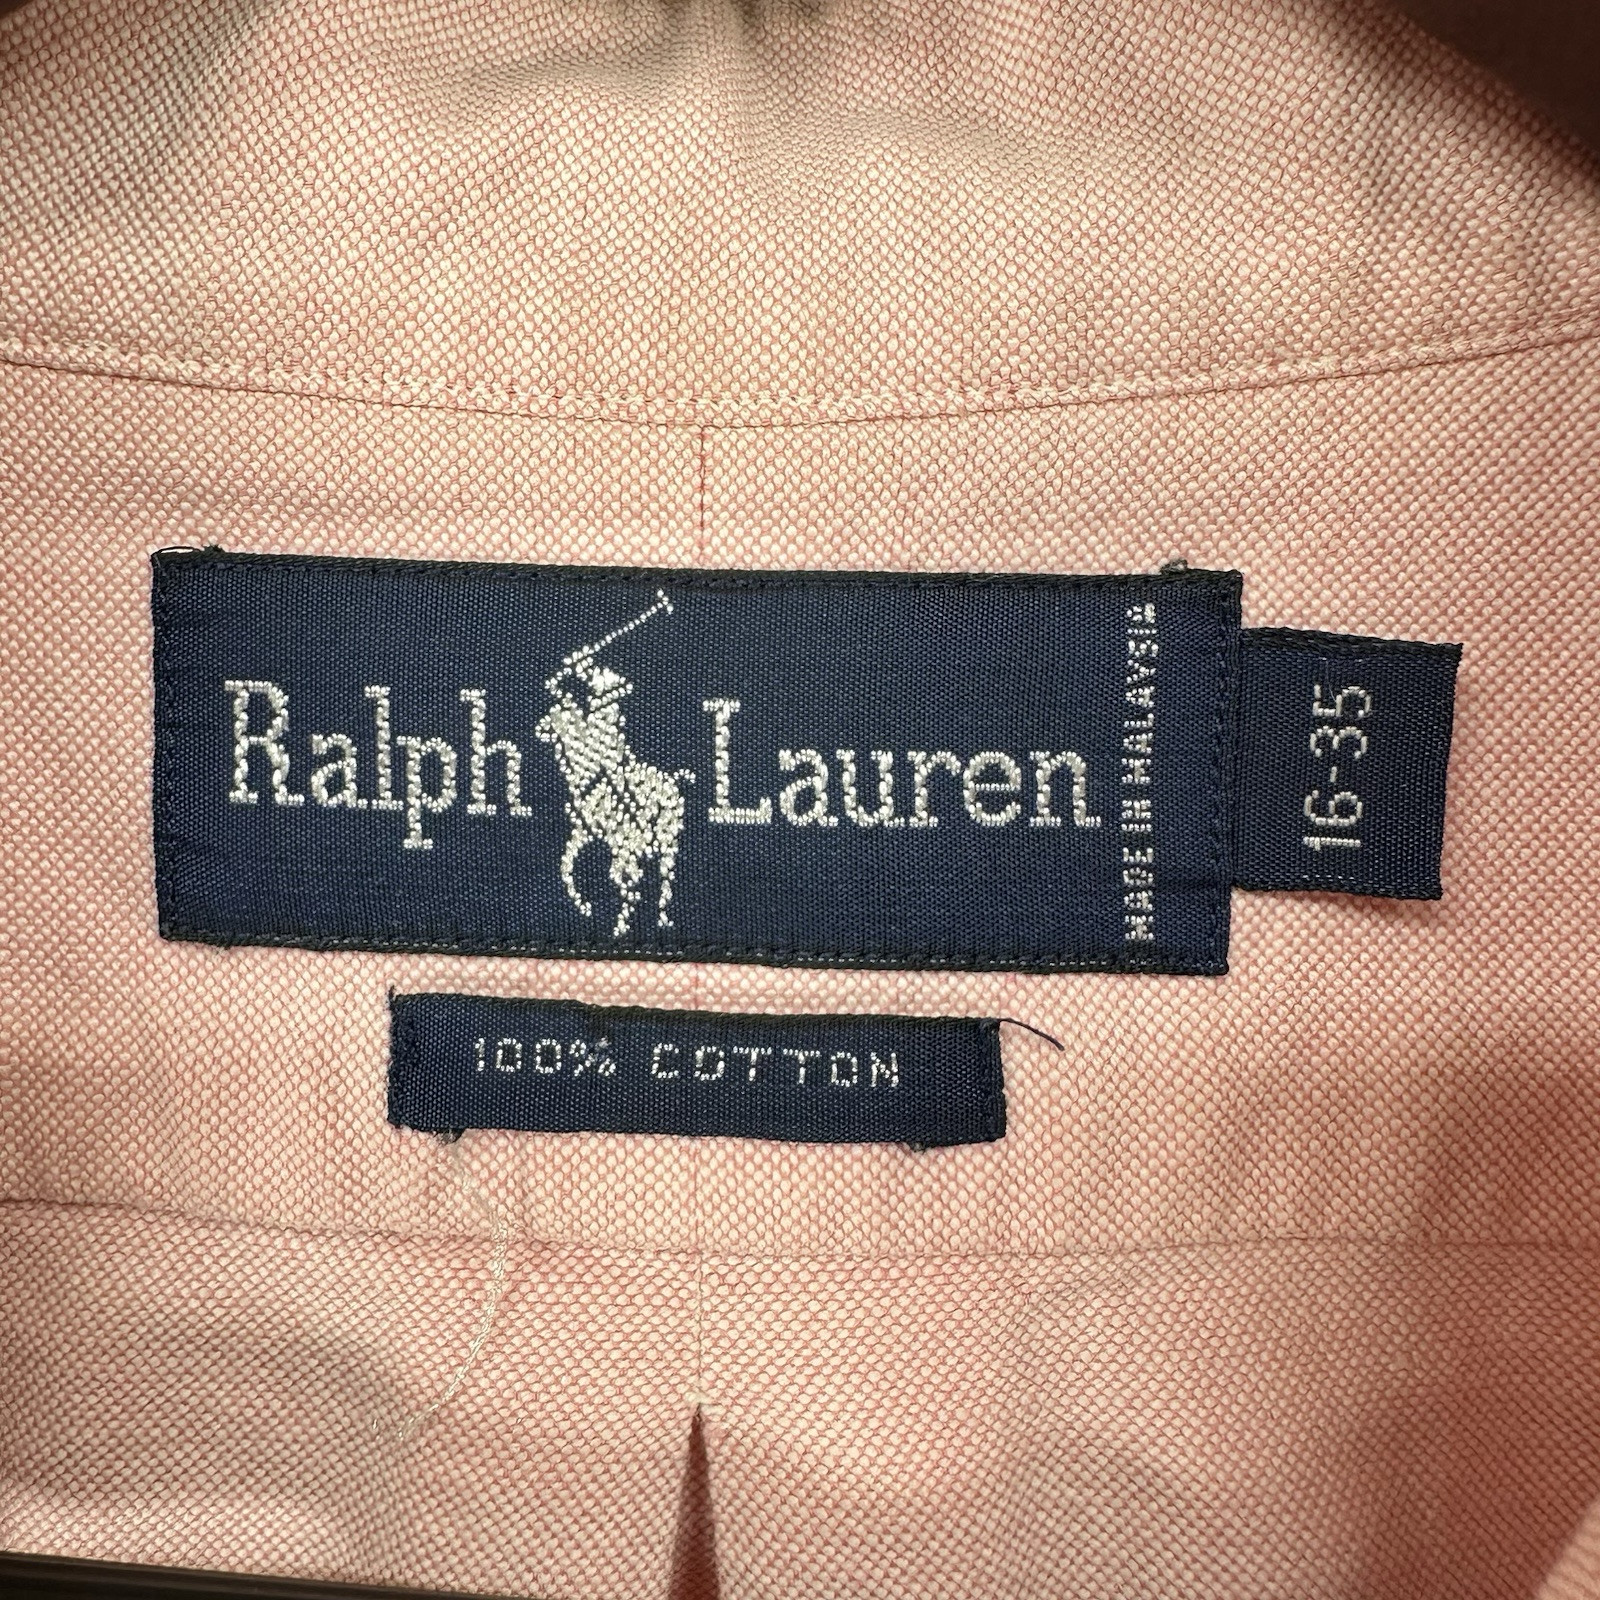 Ralph Lauren
MADE IN MALAYSIA
16-35
100% COTTON